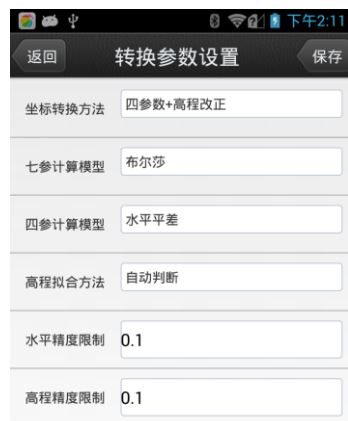 下午2:11
返回 转换参数设置 保存
坐标转换方法 四参数+高程改正
七参计算模型 布尔莎
四参计算模型 水平平差
高程拟合方法 自动判断
水平精度限制 0.1
高程精度限制 0.1